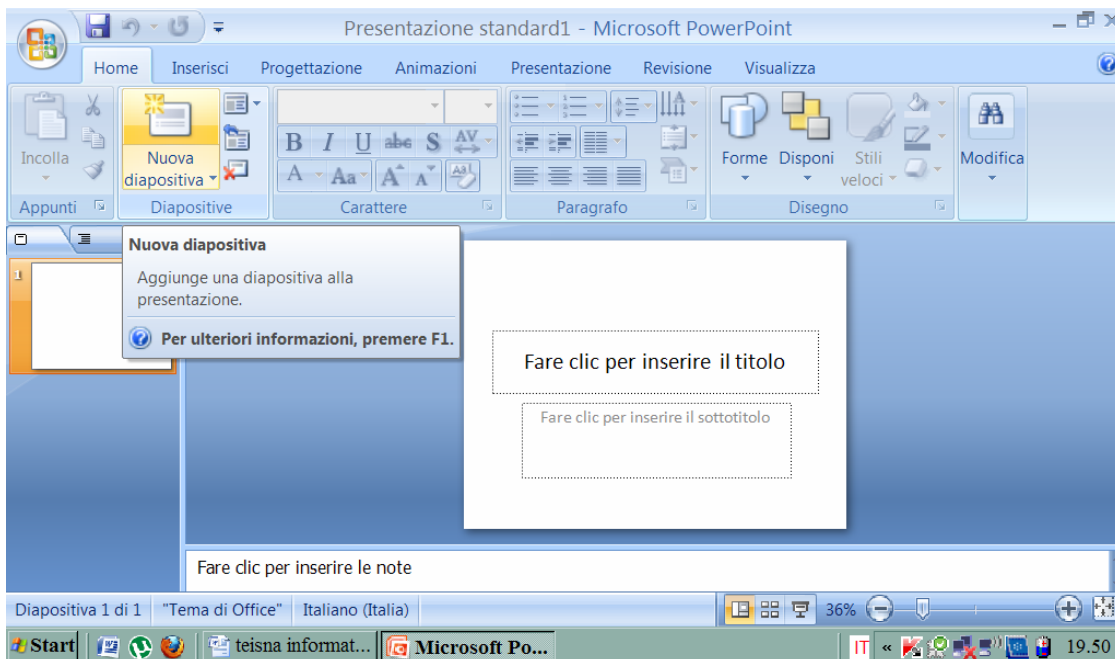 Presentazione standard1 - Microsoft PowerPoint
Home Inserisci Progettazione Animazioni Presentazione Revisione Visualizza
Incolla
Nuova
diapositiva
B I U abe S AV
A Aa A A
Forme Disponi Stili
veloci
Modifica
Appunti Diapositive Carattere Paragrafo Disegno
Nuova diapositiva
Aggiunge una diapositiva alla
presentazione.
Per ulteriori informazioni, premere F1.
1
Fare clic per inserire il titolo
Fare clic per inserire il sottotitolo
Fare clic per inserire le note
Diapositiva 1 di 1 "Tema di Office" Italiano (Italia) 36%
Start teisna informat... Microsoft Po... IT « 19.50